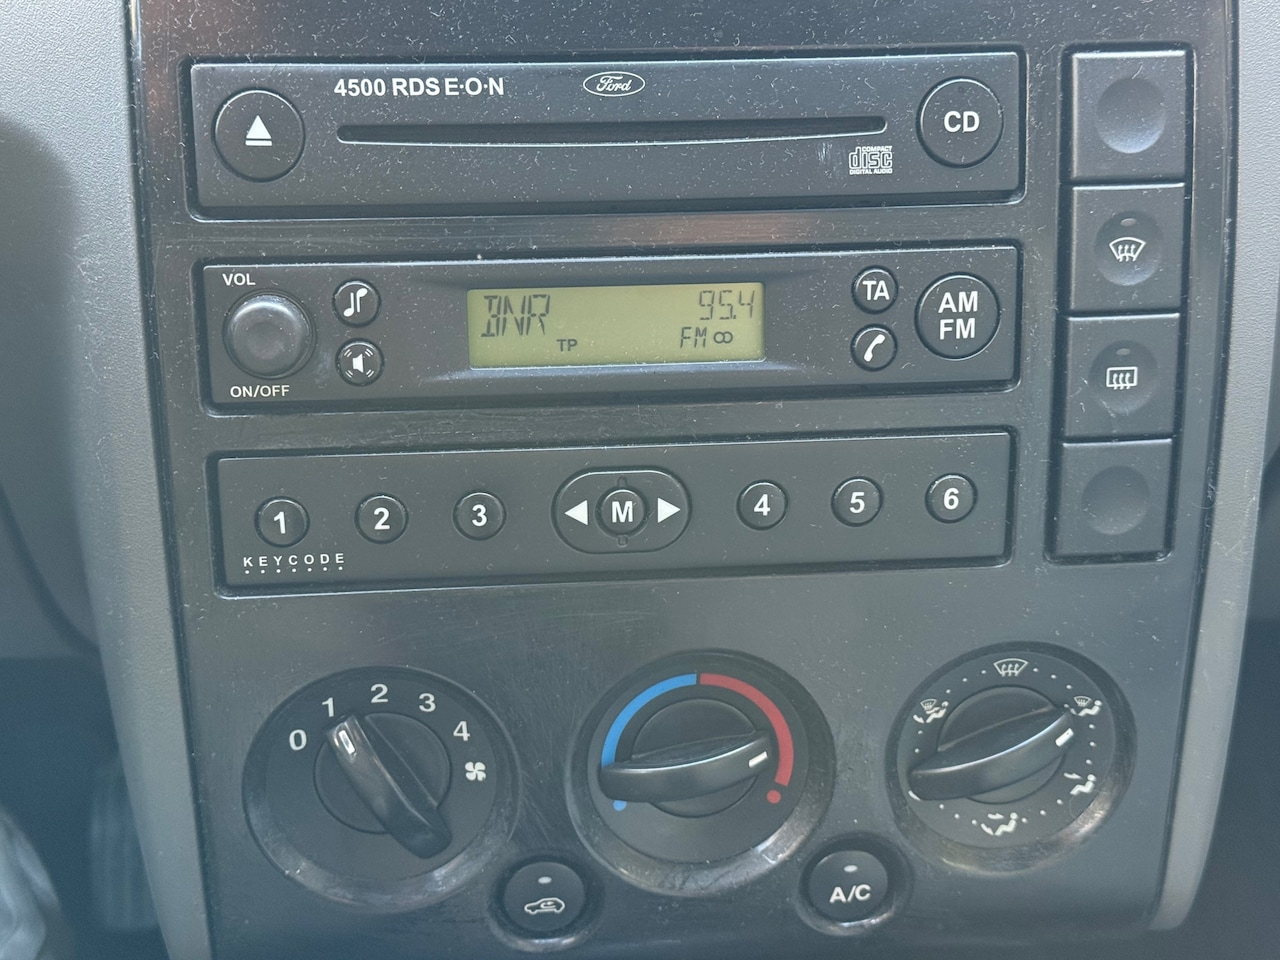 4500 RDS E·O·N
Ford
CD
COMPACT
disc
DIGITAL AUDIO
VOL
ON/OFF
BNR
95.4
TP
FM
TA
AM
FM
1
2
3
M
4
5
6
KEYCODE
0
1
2
3
4
A/C